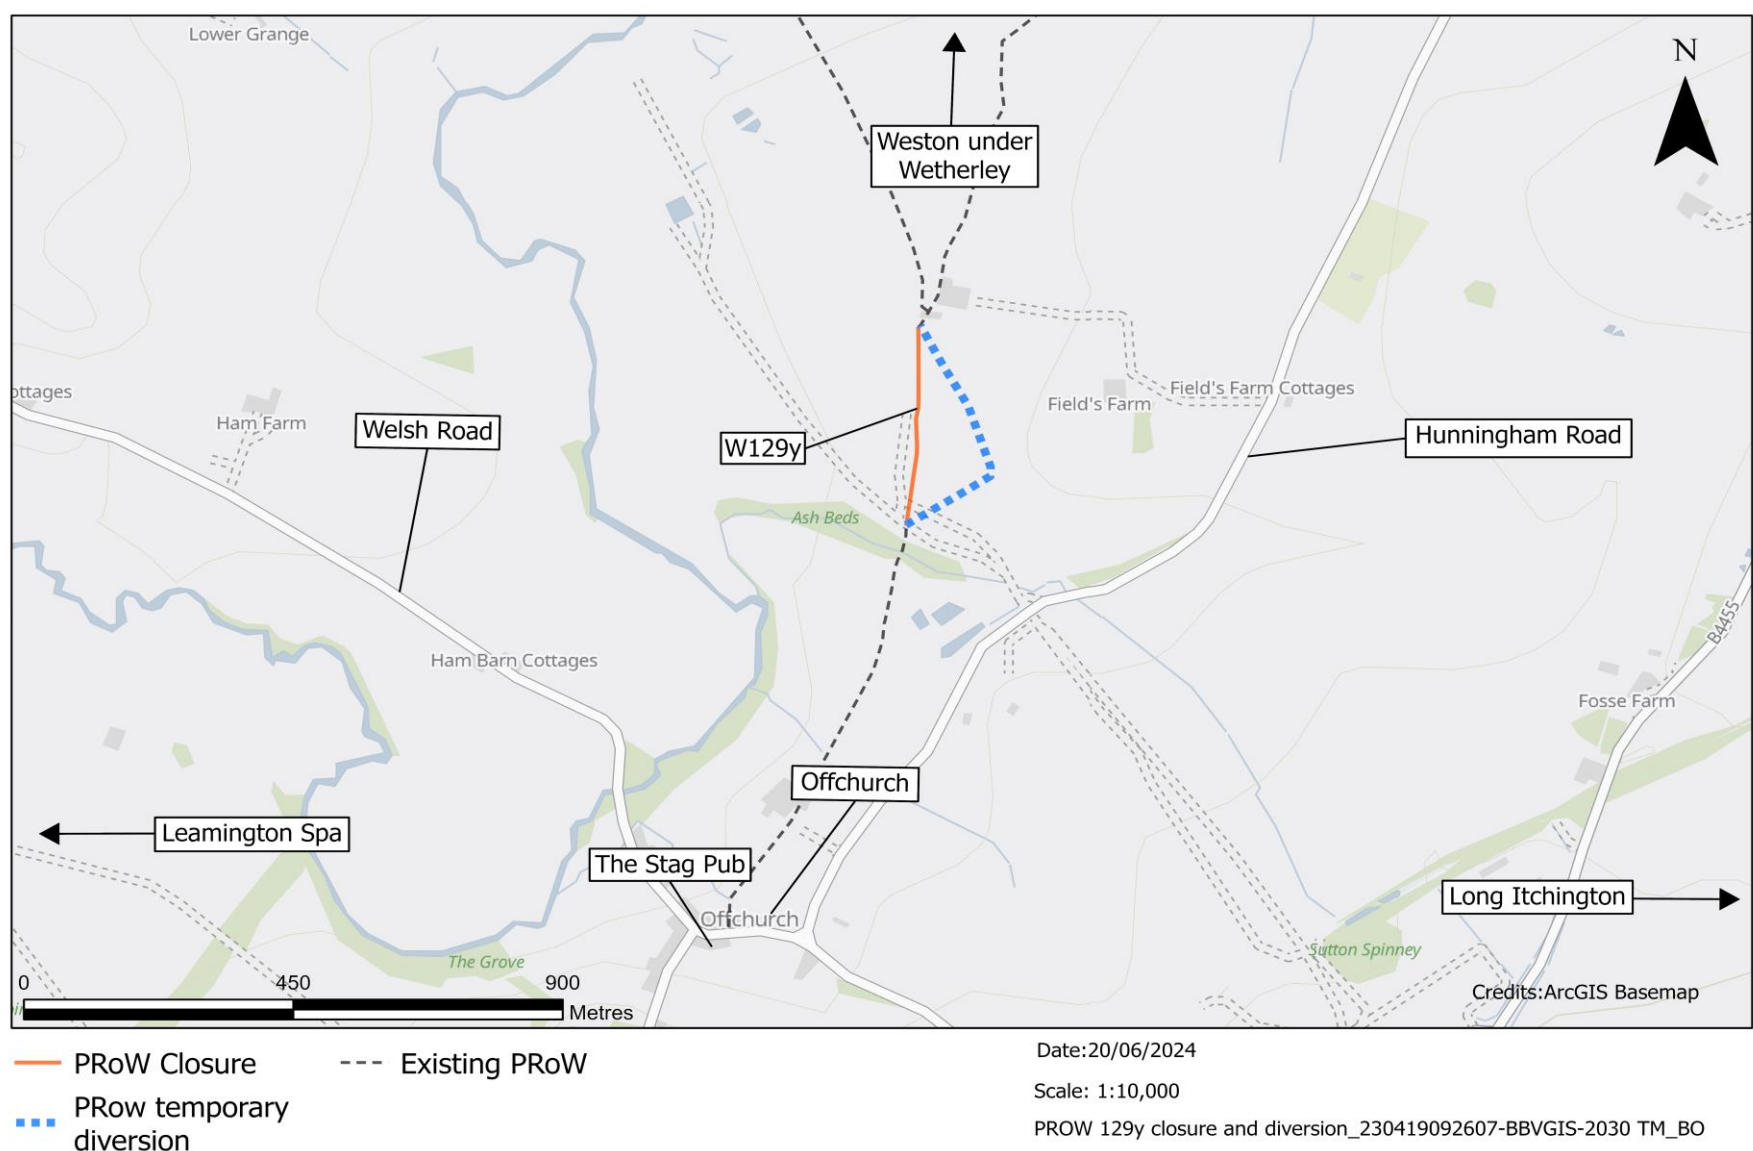 Lower Grange
N
Weston under
Wetherley
ottages
Ham Farm
Welsh Road
W129y
Field's Farm
Field's Farm Cottages
Hunningham Road
Ash Beds
B4455
Ham Barn Cottages
Fosse Farm
Offchurch
Leamington Spa
The Stag Pub
Long Itchington
Offchurch
Sutton Spinney
The Grove
0 450 900
Metres
Credits:ArcGIS Basemap
PRoW Closure
Existing PRoW
PRow temporary
diversion
Date:20/06/2024
Scale: 1:10,000
PROW 129y closure and diversion_230419092607-BBVGIS-2030 TM_BO